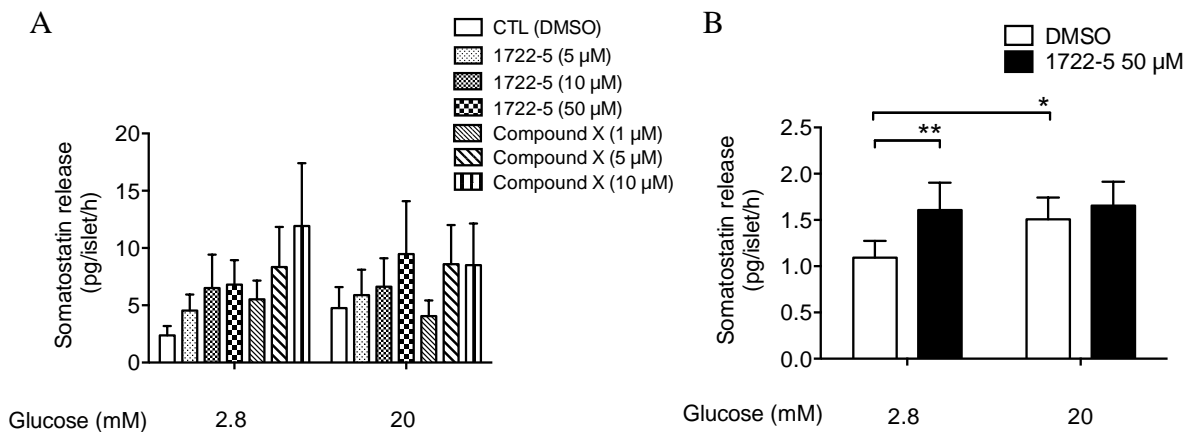 A
CTL (DMSO)
1722-5 (5 µM)
1722-5 (10 µM)
1722-5 (50 µM)
Compound X (1 µM)
Compound X (5 µM)
Compound X (10 µM)
Somatostatin release
(pg/islet/h)
20
15
10
5
0
Glucose (mM)
2.8
20
B
DMSO
1722-5 50 µM
*
**
Somatostatin release
(pg/islet/h)
2.5
2.0
1.5
1.0
0.5
0.0
Glucose (mM)
2.8
20